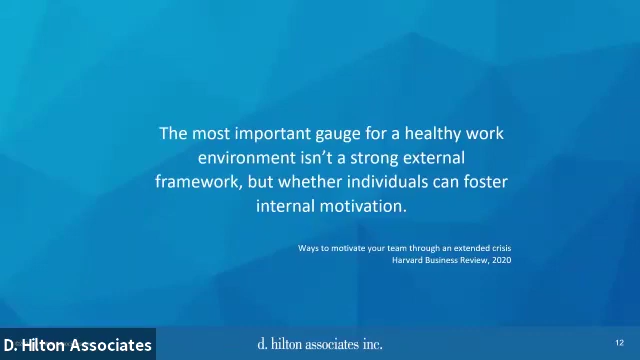 The most important gauge for a healthy work
environment isn't a strong external
framework, but whether individuals can foster
internal motivation.
Ways to motivate your team through an extended crisis
Harvard Business Review, 2020
D. Hilton Associates
d. hilton associates inc.
12